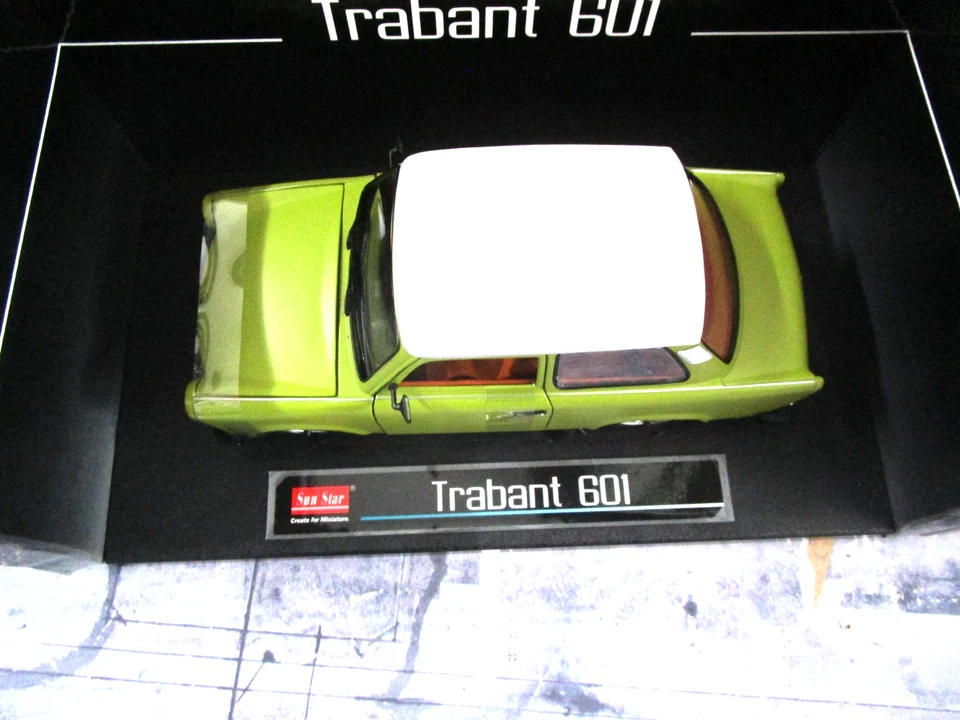 Trabant 601
Sun Star®
Create for Miniature.
Trabant 601